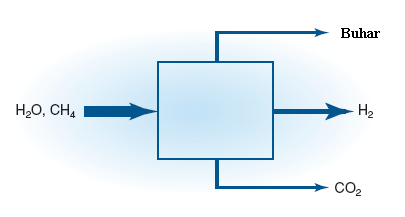 Buhar
H₂O, CH₄
H₂
CO₂